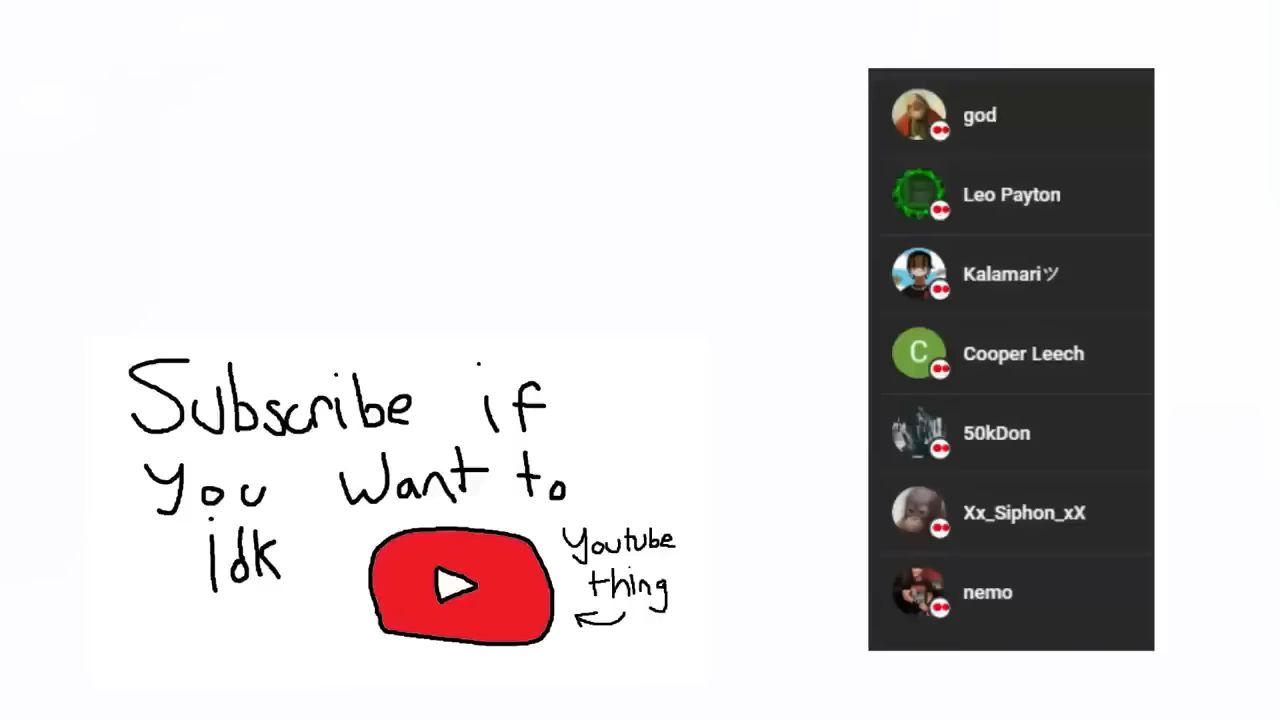 Subscribe if
you want to
idk
Youtube
thing
god
Leo Payton
Kalamariツ
C
Cooper Leech
50kDon
Xx_Siphon_xX
nemo